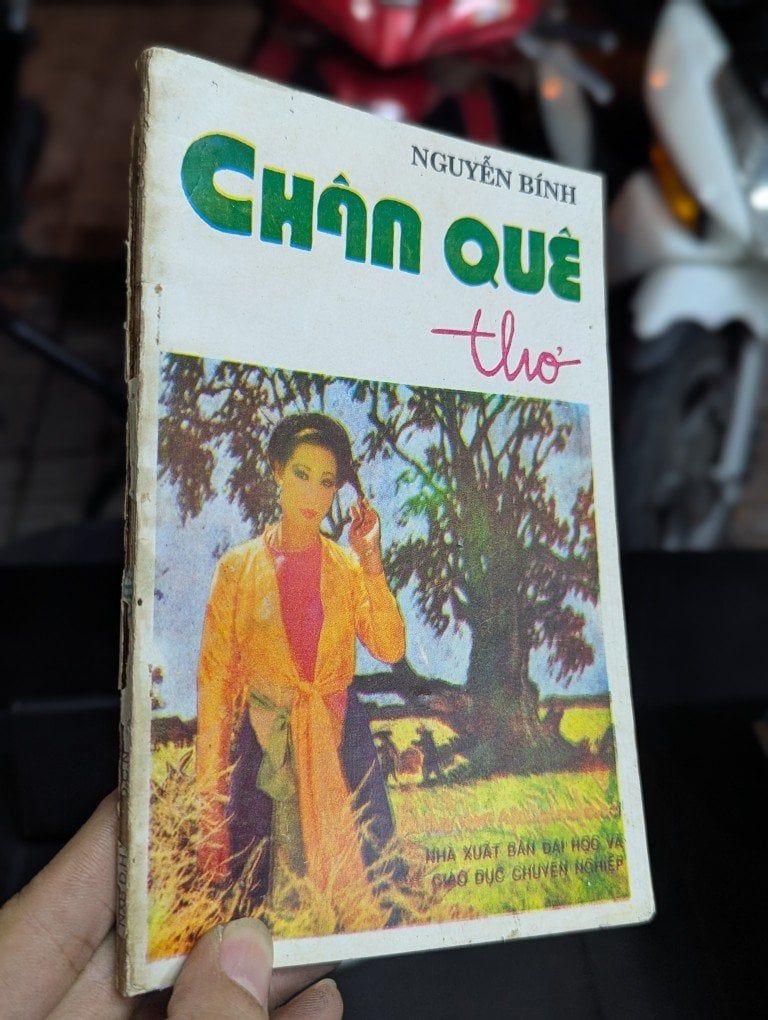 NGUYỄN BÍNH
CHÂN QUÊ
thơ
NHÀ XUẤT BẢN ĐẠI HỌC VÀ
GIÁO DỤC CHUYÊN NGHIỆP